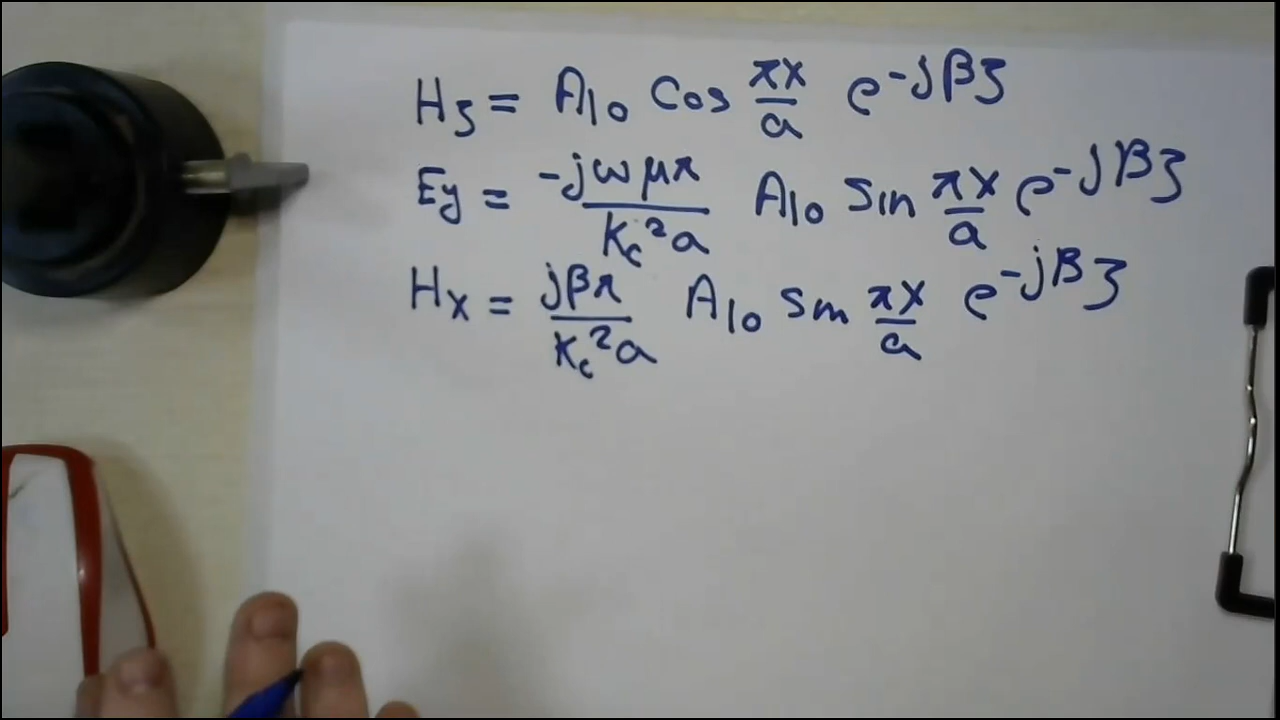 Hz = A10 cos πx/a e^-jβz
Ey = -jωμπ/kc²a A10 sin πx/a e^-jβz
Hx = jβπ/kc²a A10 sin πx/a e^-jβz